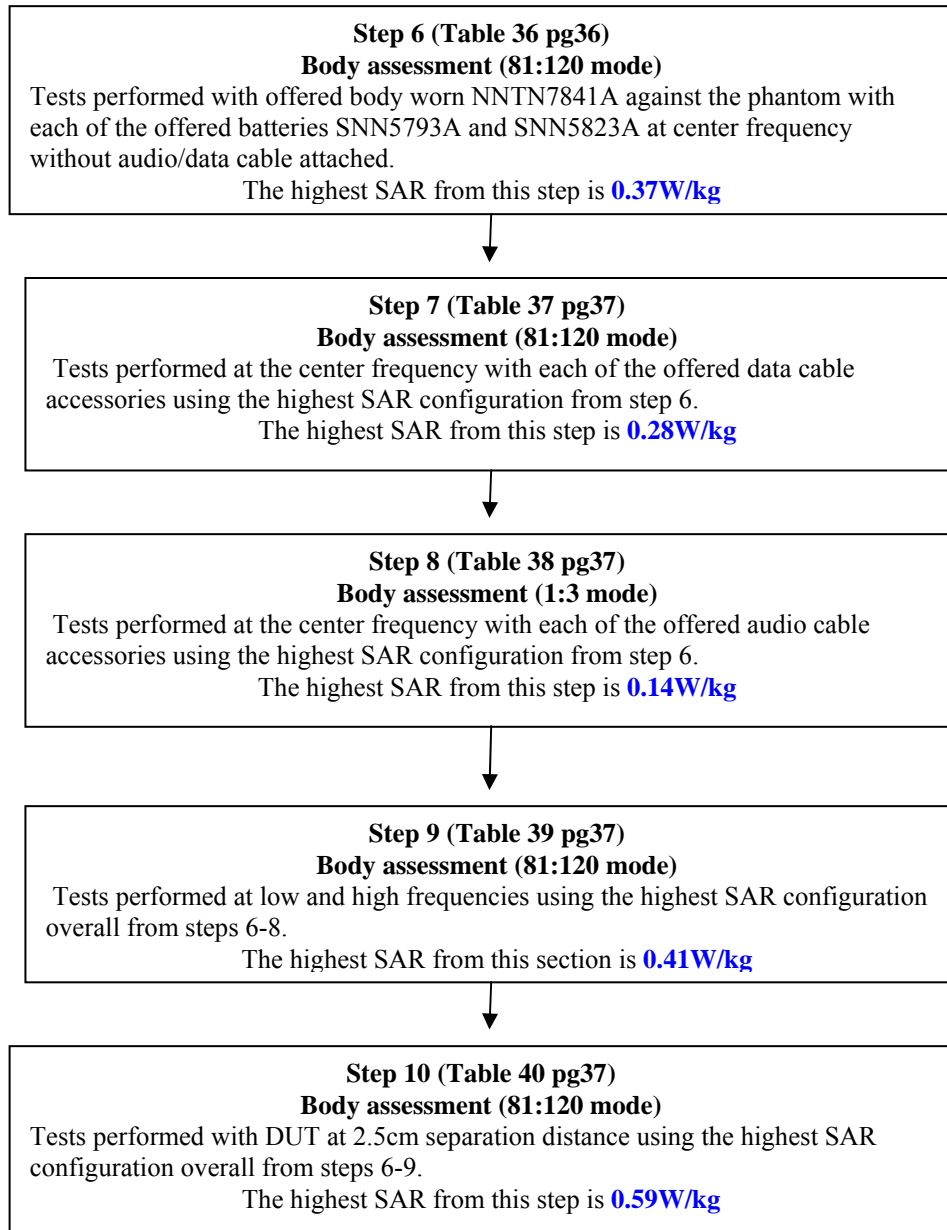 Step 6 (Table 36 pg36)
Body assessment (81:120 mode)
Tests performed with offered body worn NNTN7841A against the phantom with
each of the offered batteries SNN5793A and SNN5823A at center frequency
without audio/data cable attached.
The highest SAR from this step is 0.37W/kg
Step 7 (Table 37 pg37)
Body assessment (81:120 mode)
Tests performed at the center frequency with each of the offered data cable
accessories using the highest SAR configuration from step 6.
The highest SAR from this step is 0.28W/kg
Step 8 (Table 38 pg37)
Body assessment (1:3 mode)
Tests performed at the center frequency with each of the offered audio cable
accessories using the highest SAR configuration from step 6.
The highest SAR from this step is 0.14W/kg
Step 9 (Table 39 pg37)
Body assessment (81:120 mode)
Tests performed at low and high frequencies using the highest SAR configuration
overall from steps 6-8.
The highest SAR from this section is 0.41W/kg
Step 10 (Table 40 pg37)
Body assessment (81:120 mode)
Tests performed with DUT at 2.5cm separation distance using the highest SAR
configuration overall from steps 6-9.
The highest SAR from this step is 0.59W/kg